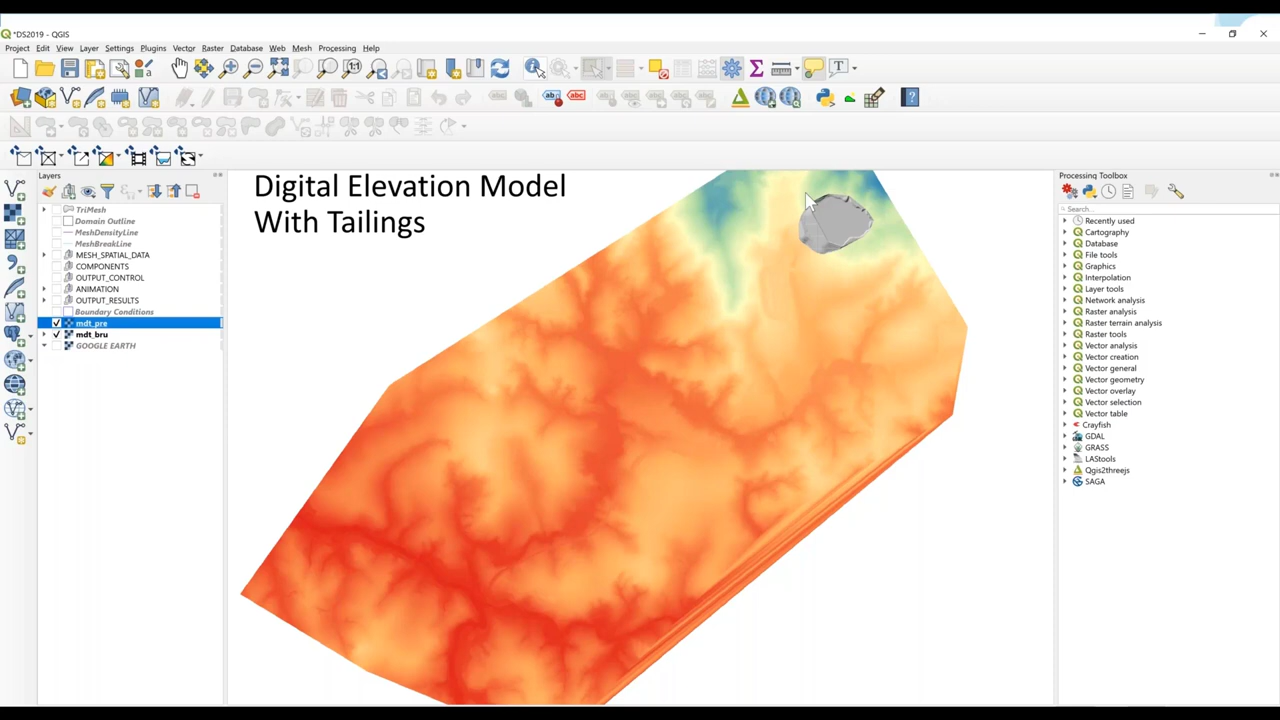 *DS2019 - QGIS
Project Edit View Layer Settings Plugins Vector Raster Database Web Mesh Processing Help
Layers
TriMesh
Domain Outline
MeshDensityLine
MeshBreakLine
MESH_SPATIAL_DATA
COMPONENTS
OUTPUT_CONTROL
ANIMATION
OUTPUT_RESULTS
Boundary Conditions
mdt_pre
mdt_bru
GOOGLE EARTH
Digital Elevation Model
With Tailings
Processing Toolbox
Search...
Recently used
Cartography
Database
File tools
Graphics
Interpolation
Layer tools
Network analysis
Raster analysis
Raster terrain analysis
Raster tools
Vector analysis
Vector creation
Vector general
Vector geometry
Vector overlay
Vector selection
Vector table
Crayfish
GDAL
GRASS
LAStools
Qgis2threejs
SAGA